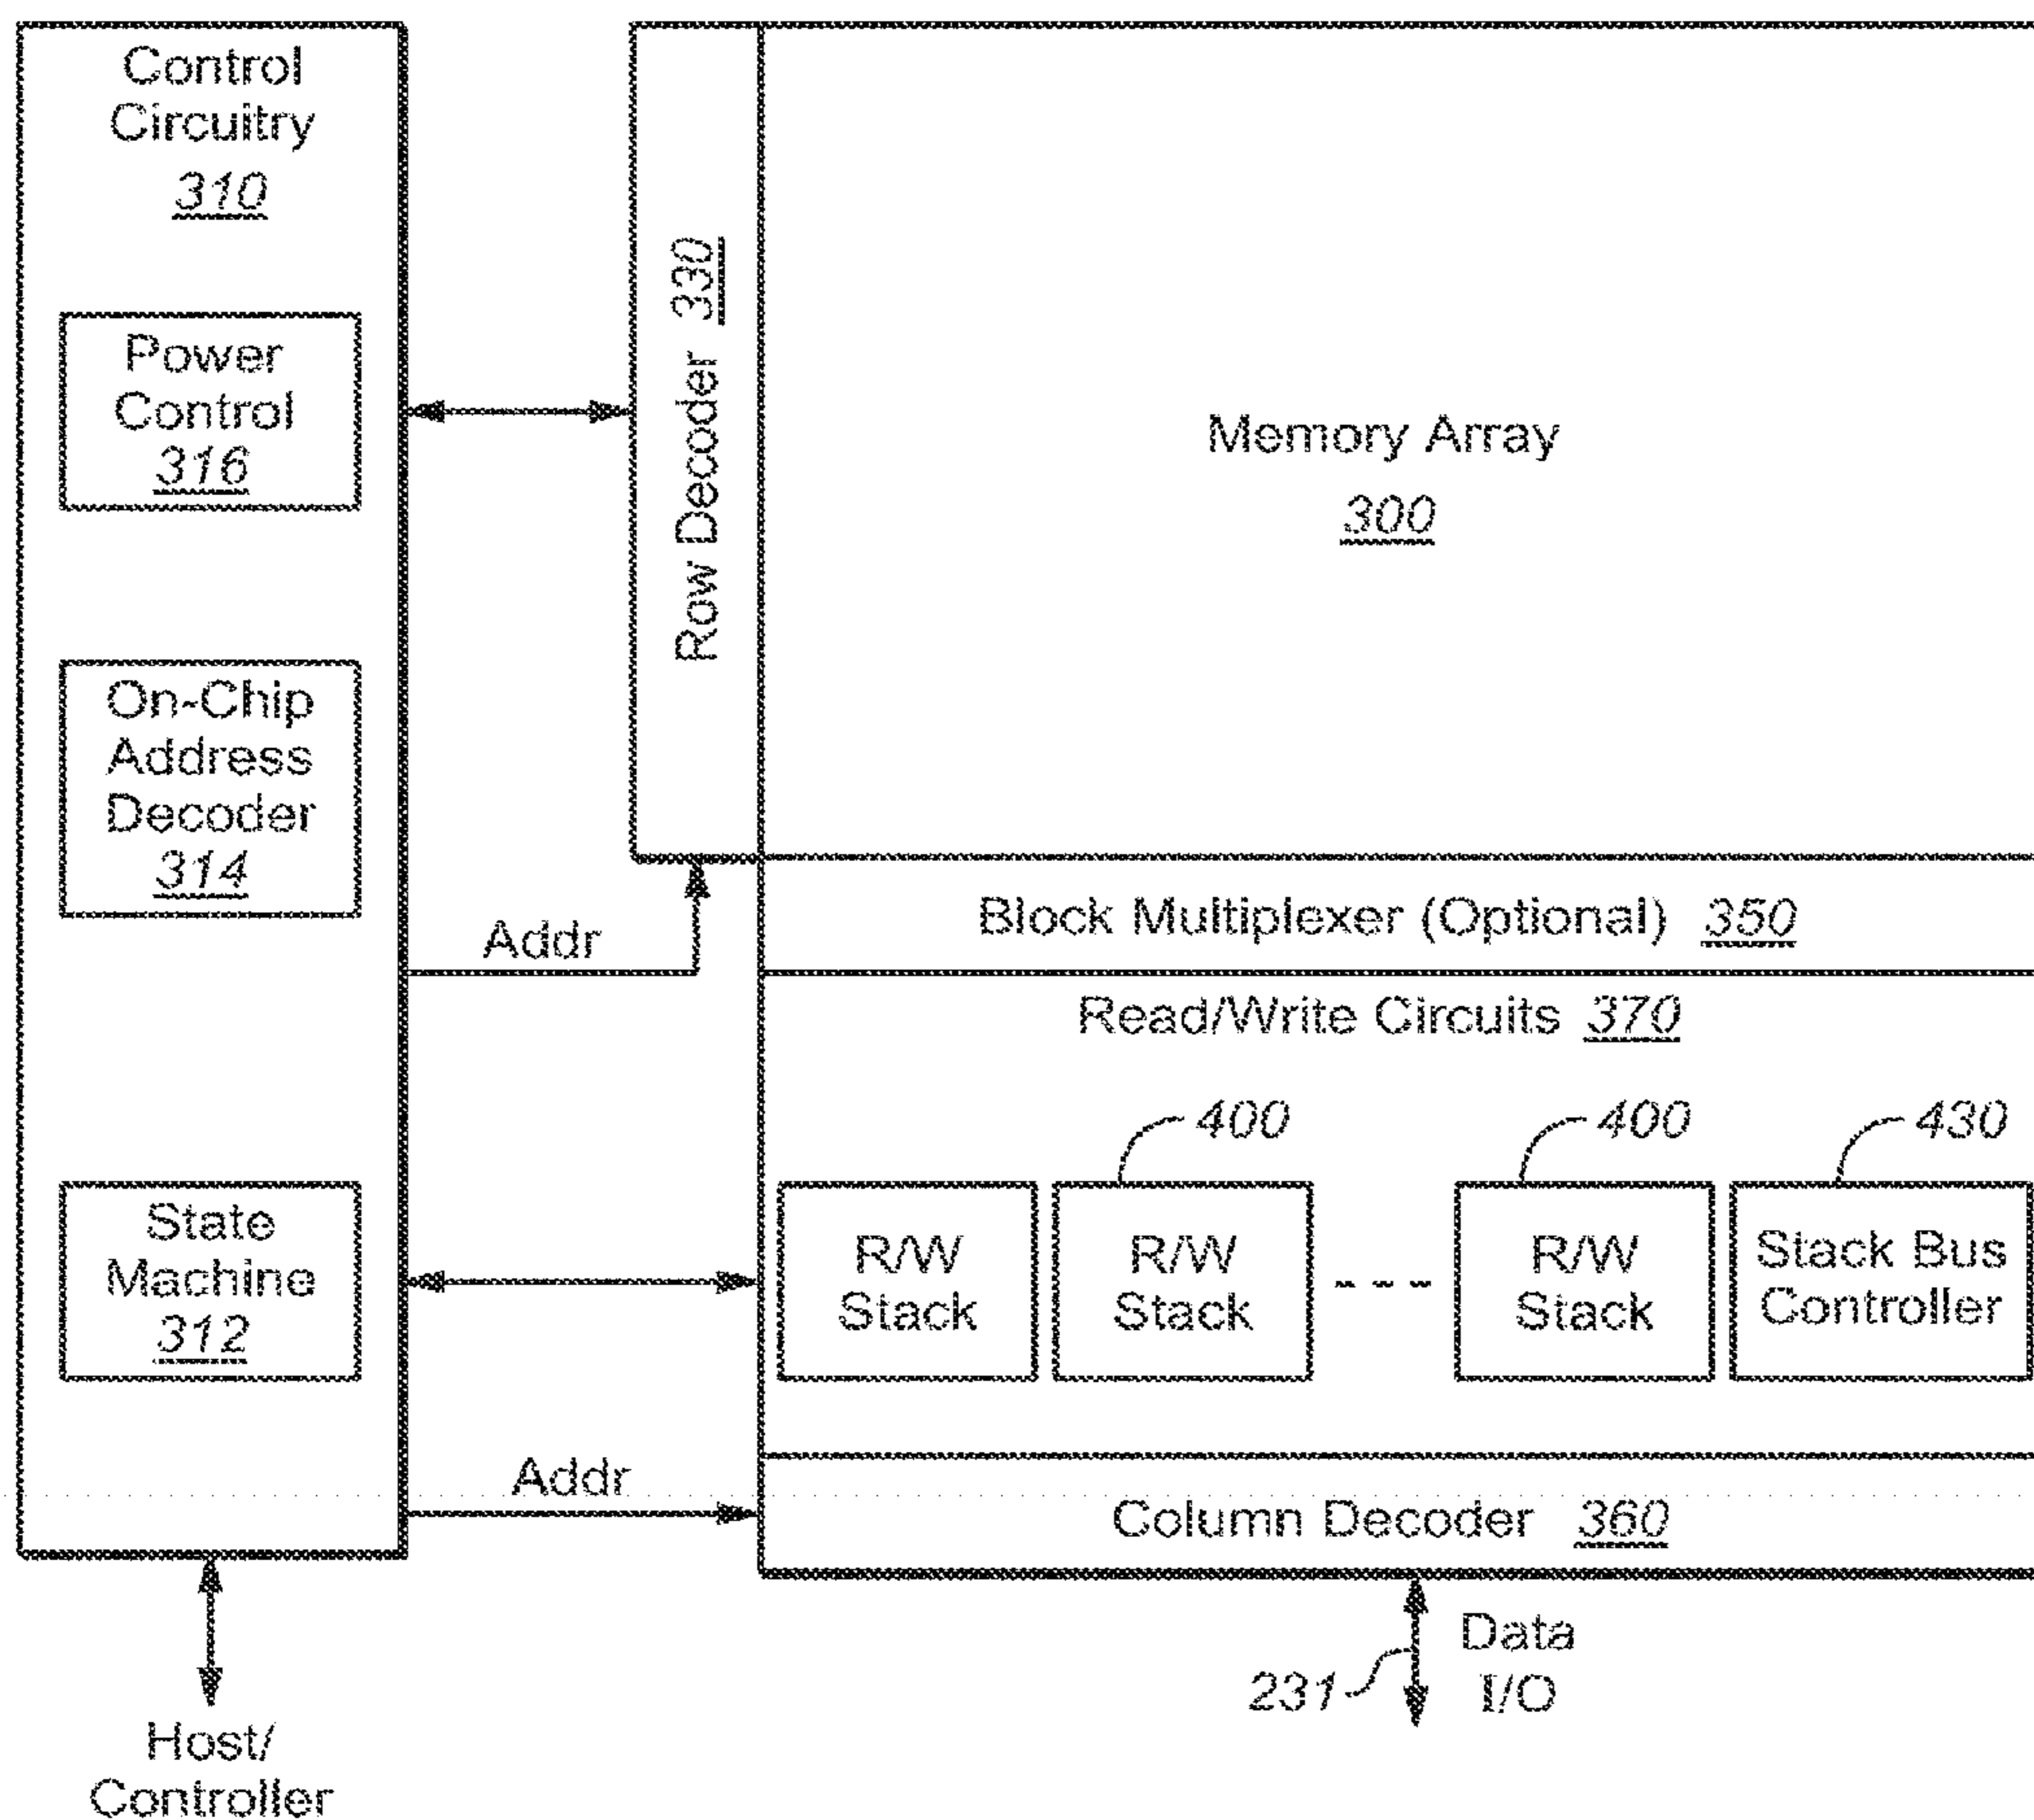 Control
Circuitry
310
Power
Control
316
On-Chip
Address
Decoder
314
State
Machine
312
Host/
Controller
Addr
Addr
Row Decoder 330
Memory Array
300
Block Multiplexer (Optional) 350
Read/Write Circuits 370
400
400
430
R/W
Stack
R/W
Stack
R/W
Stack
Stack Bus
Controller
Column Decoder 360
231
Data
I/O